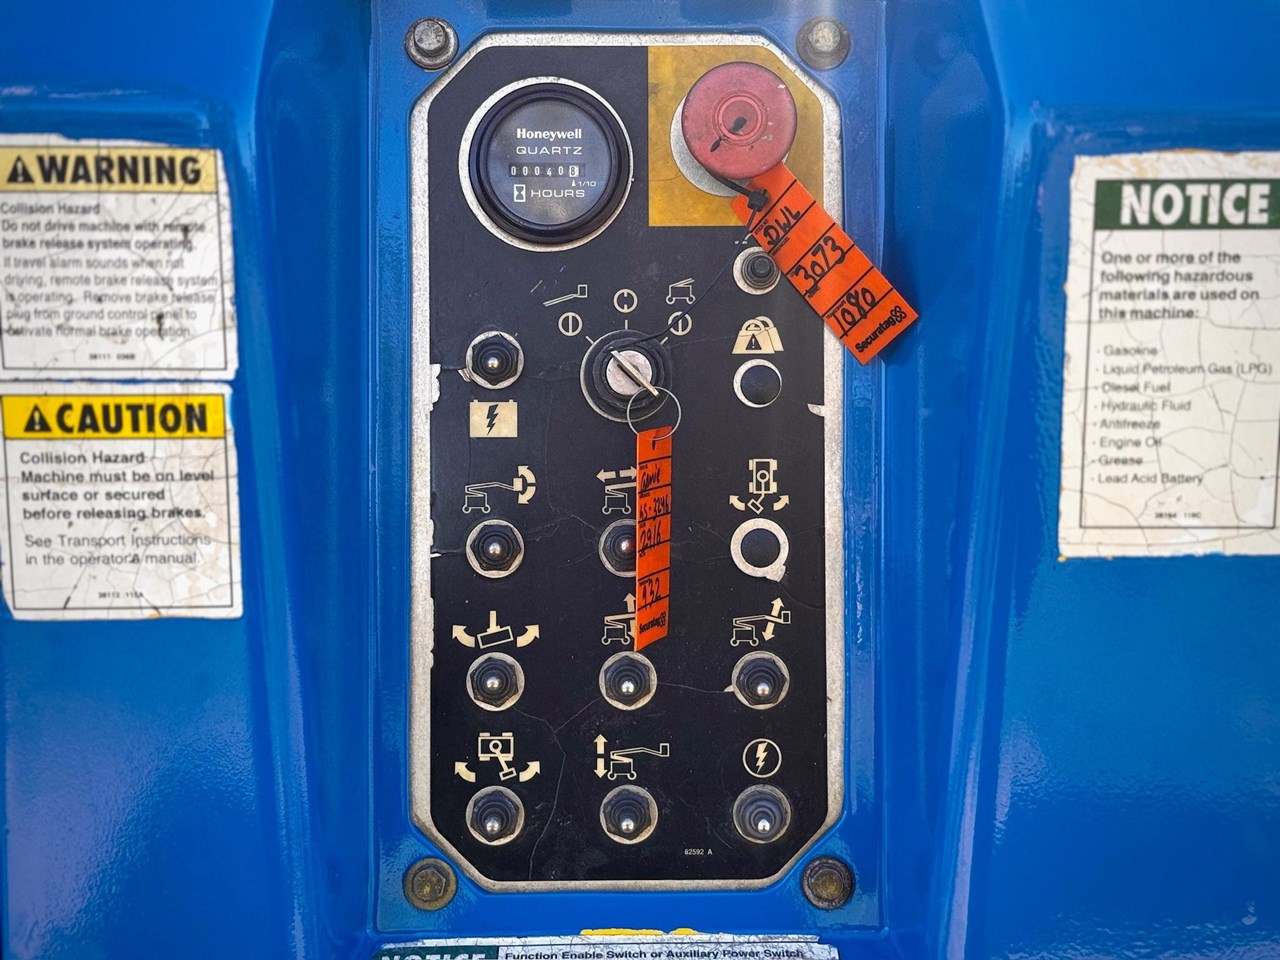 WARNING
Collision Hazard
Do not drive machine with remote
brake release system operating.
If travel alarm sounds when not
driving, remote brake release system
is operating. Remove brake release
plug from ground control panel to
activate normal brake operation.
CAUTION
Collision Hazard
Machine must be on level
surface or secured
before releasing brakes.
See Transport Instructions
in the operator's manual.
Honeywell
QUARTZ
00040
1/10
HOURS
DWL
3073
1080
Securatag
Genie
2916
932
Securatag
82592 A
NOTICE
One or more of the
following hazardous
materials are used on
this machine:
- Gasoline
- Liquid Petroleum Gas (LPG)
- Diesel Fuel
- Hydraulic Fluid
- Antifreeze
- Engine Oil
- Grease
- Lead Acid Battery
NOTICE
Function Enable Switch or Auxiliary Power Switch